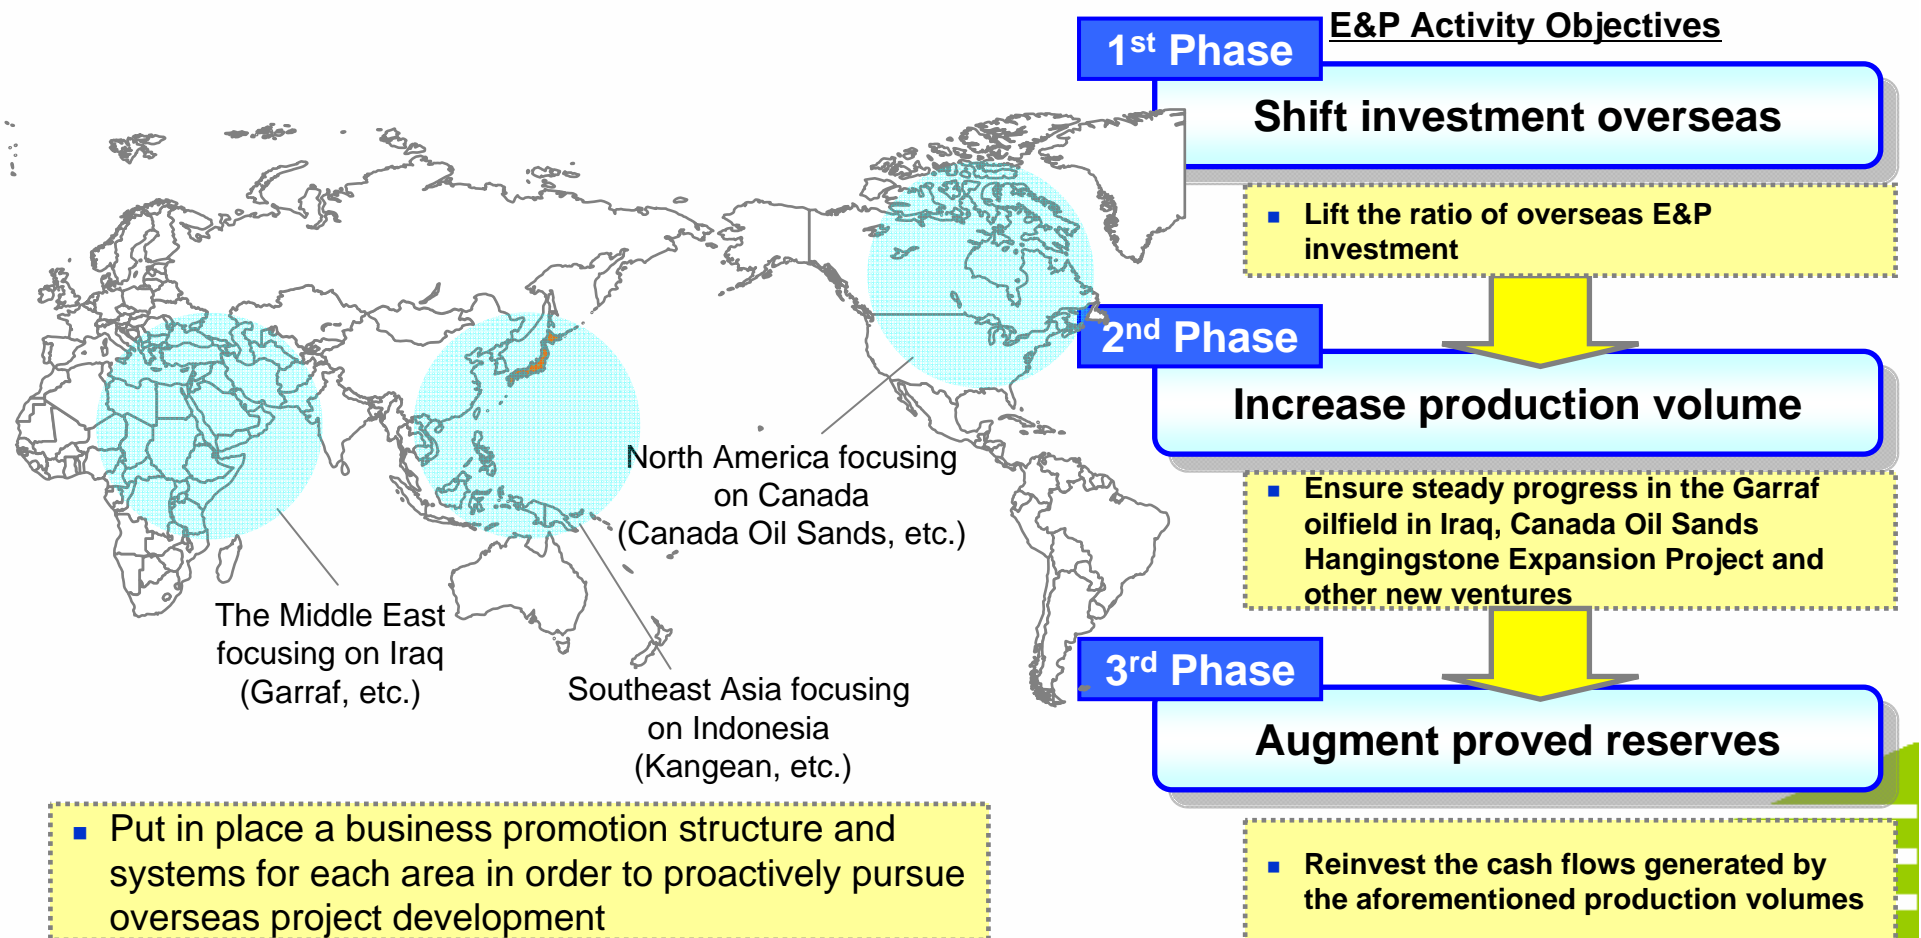 E&P Activity Objectives
1st Phase
Shift investment overseas
▪ Lift the ratio of overseas E&P
investment
2nd Phase
Increase production volume
▪ Ensure steady progress in the Garraf
oilfield in Iraq, Canada Oil Sands
Hangingstone Expansion Project and
other new ventures
3rd Phase
Augment proved reserves
▪ Reinvest the cash flows generated by
the aforementioned production volumes
North America focusing
on Canada
(Canada Oil Sands, etc.)
The Middle East
focusing on Iraq
(Garraf, etc.)
Southeast Asia focusing
on Indonesia
(Kangean, etc.)
▪ Put in place a business promotion structure and
systems for each area in order to proactively pursue
overseas project development